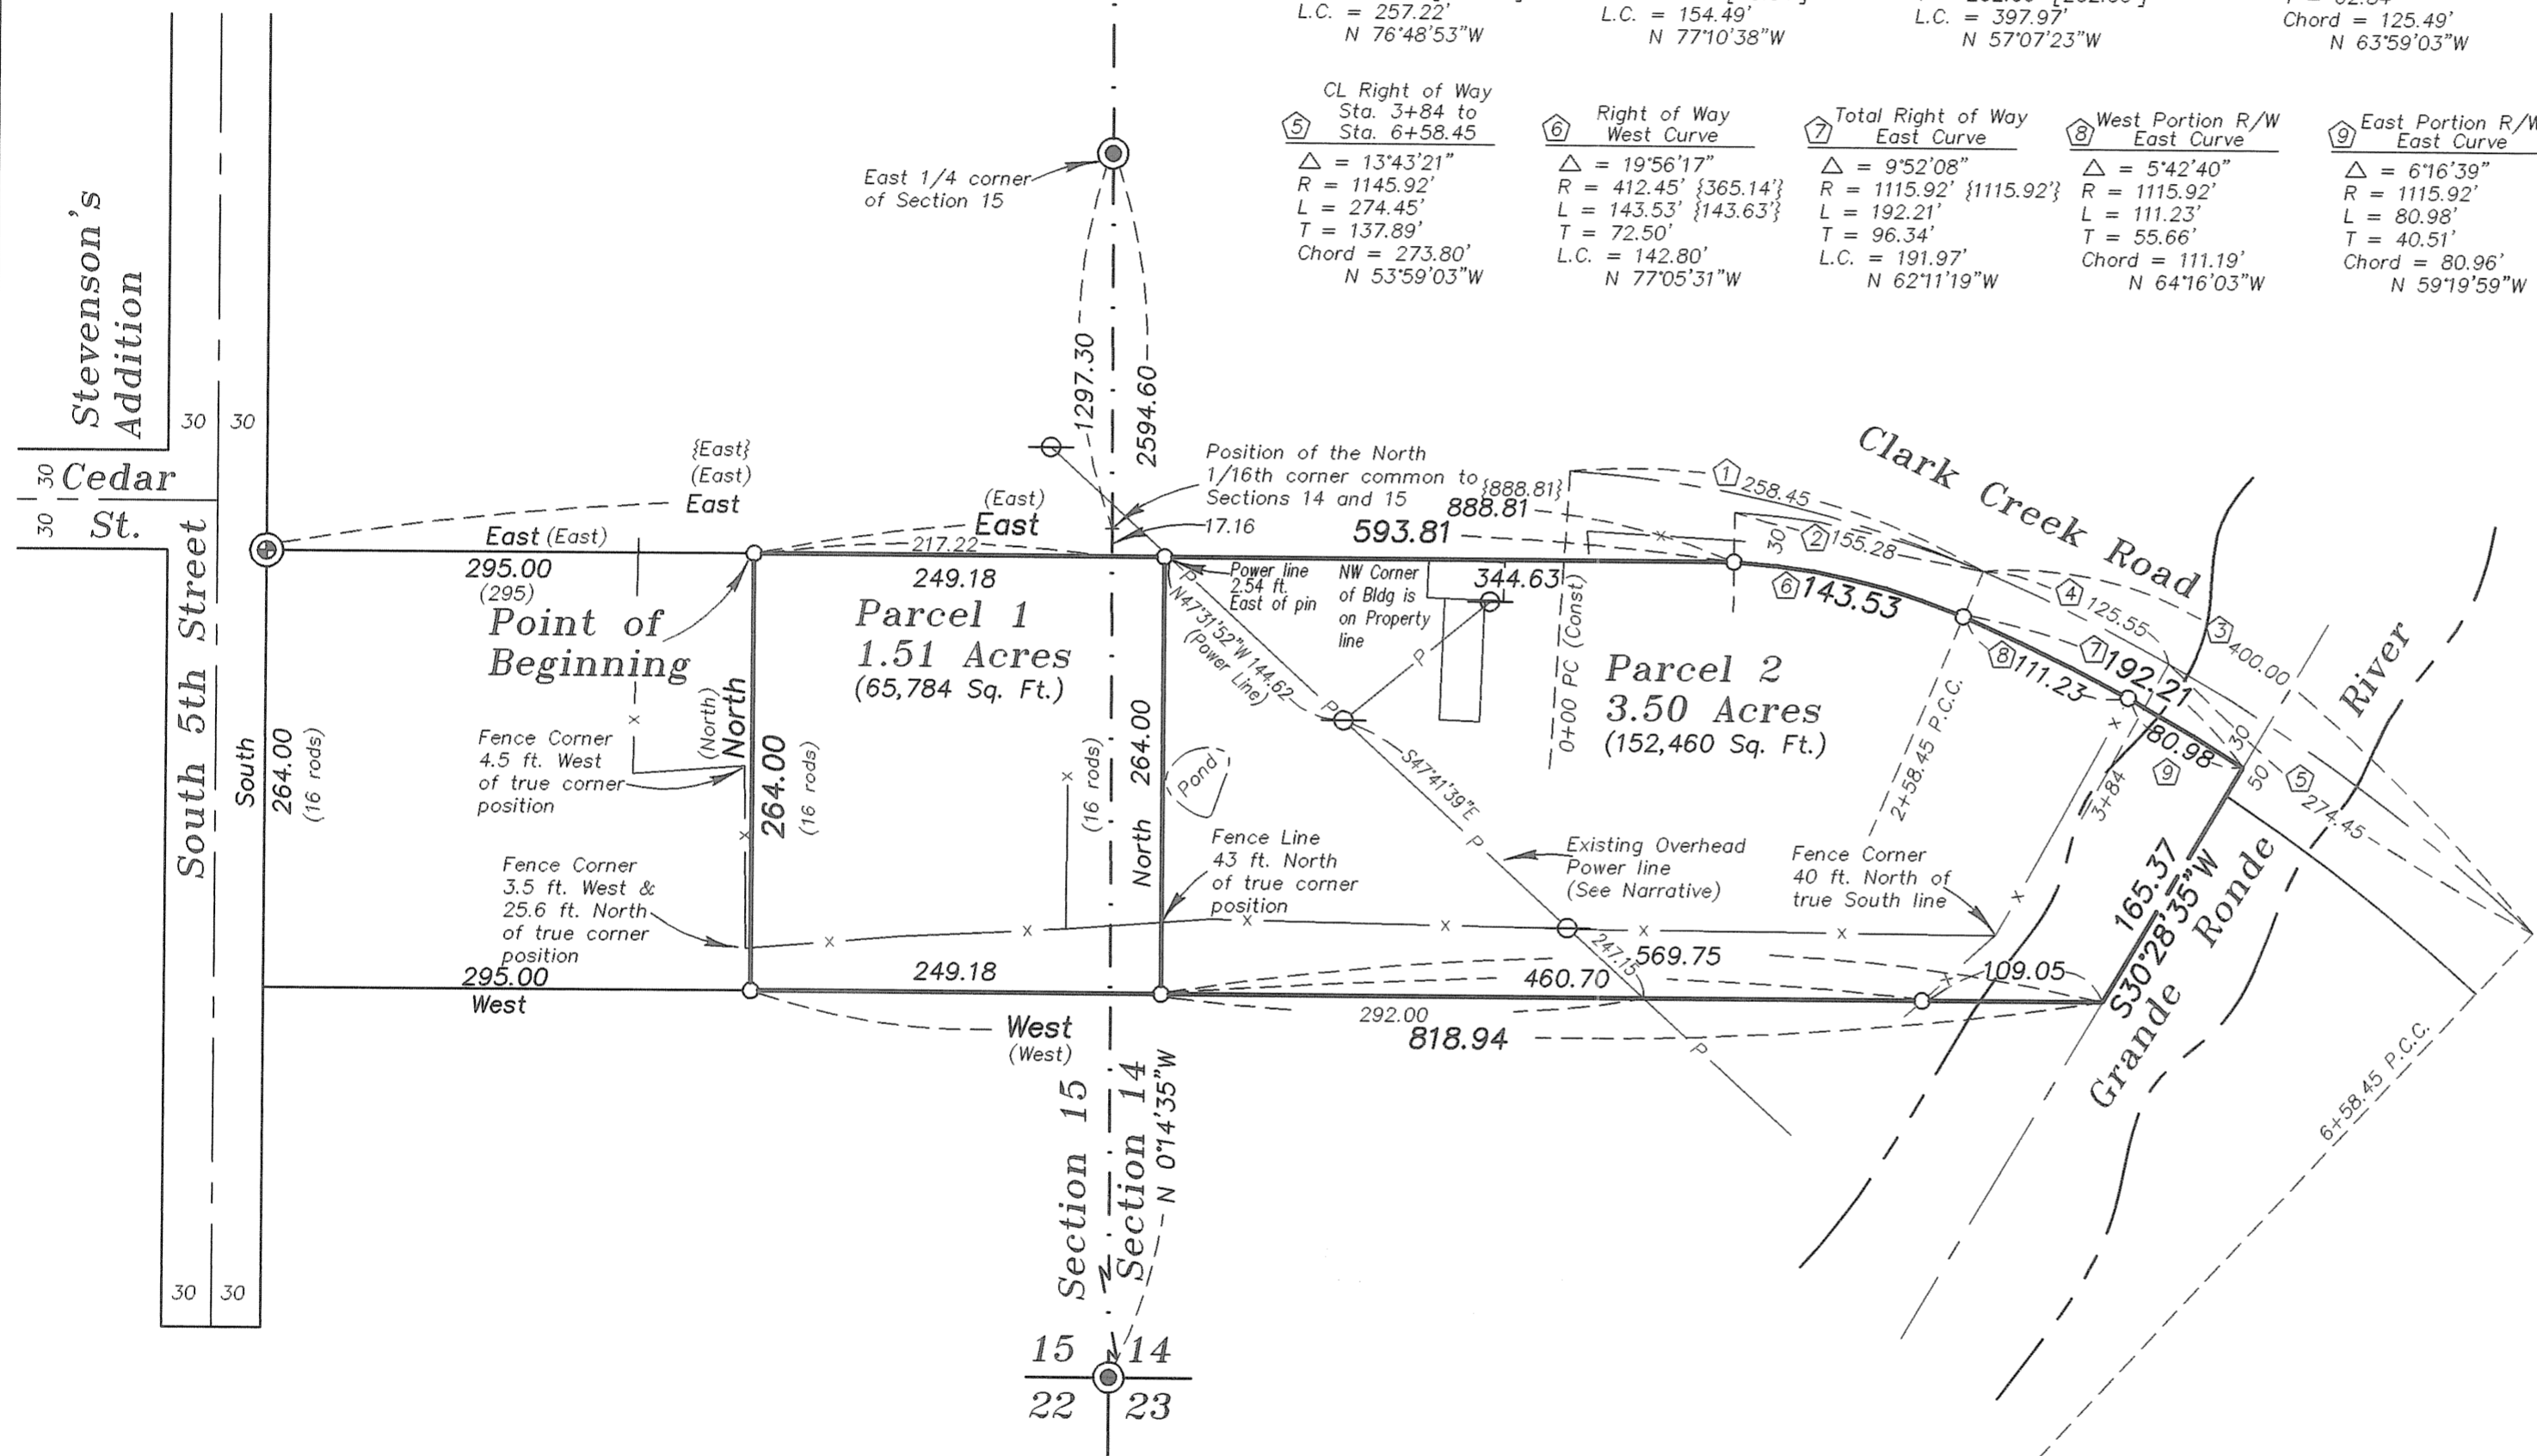 L.C. = 257.22'
N 76°48'53"W
L.C. = 154.49'
N 77°10'38"W
L.C. = 397.97'
N 57°07'23"W
Chord = 125.49'
N 63°59'03"W
5
CL Right of Way
Sta. 3+84 to
Sta. 6+58.45
△ = 13°43'21"
R = 1145.92'
L = 274.45'
T = 137.89'
Chord = 273.80'
N 53°59'03"W
6
Right of Way
West Curve
△ = 19°56'17"
R = 412.45' {365.14'}
L = 143.53' {143.63'}
T = 72.50'
L.C. = 142.80'
N 77°05'31"W
7
Total Right of Way
East Curve
△ = 9°52'08"
R = 1115.92' {1115.92'}
L = 192.21'
T = 96.34'
L.C. = 191.97'
N 62°11'19"W
8
West Portion R/W
East Curve
△ = 5°42'40"
R = 1115.92'
L = 111.23'
T = 55.66'
Chord = 111.19'
N 64°16'03"W
9
East Portion R/W
East Curve
△ = 6°16'39"
R = 1115.92'
L = 80.98'
T = 40.51'
Chord = 80.96'
N 59°19'59"W
East 1/4 corner
of Section 15
Stevenson's
Addition
30 30
30
Cedar
30
St.
South 5th Street
30 30
1297.30
2594.60
{East}
(East)
East
East (East)
295.00
(295)
(East)
East
217.22
249.18
17.16
Position of the North
1/16th corner common to
Sections 14 and 15
{888.81}
888.81
593.81
344.63
Clark Creek Road
1
258.45
30
2
155.28
6
143.53
4
125.55
3
400.00
7
192.21
8
111.23
80.98
9
30
50
5
274.45
Power line
2.54 ft.
East of pin
NW Corner
of Bldg is
on Property
line
Point of
Beginning
Parcel 1
1.51 Acres
(65,784 Sq. Ft.)
Parcel 2
3.50 Acres
(152,460 Sq. Ft.)
P
N47°31'52"W 144.62
(Power Line)
P
P
S47°41'39"E
P
0+00 PC (Const)
2+58.45 P.C.C.
3+84
River
South
264.00
(16 rods)
(North)
North
264.00
(16 rods)
(16 rods)
North 264.00
Pond
Fence Corner
4.5 ft. West
of true corner
position
Fence Corner
3.5 ft. West &
25.6 ft. North
of true corner
position
Fence Line
43 ft. North
of true corner
position
Existing Overhead
Power line
(See Narrative)
Fence Corner
40 ft. North of
true South line
165.37
S30°28'35"W
Grande Ronde
295.00
West
249.18
West
(West)
247.15
569.75
460.70
109.05
292.00
818.94
P
6+58.45 P.C.C.
Section 15
Section 14
N 0°14'35"W
30 30
15 14
22 23